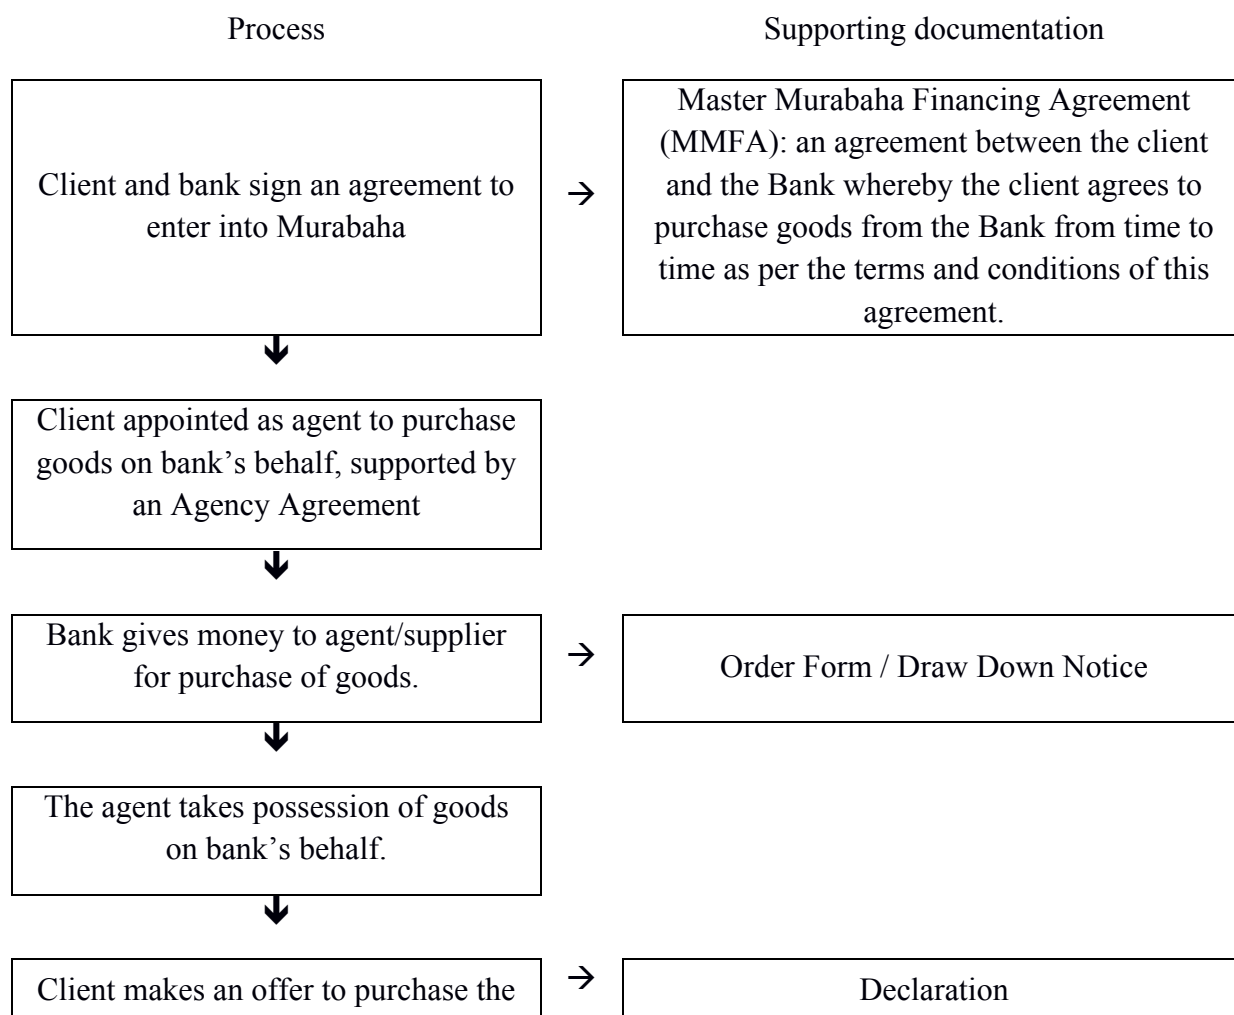 Process
Supporting documentation
Client and bank sign an agreement to
enter into Murabaha
→
Master Murabaha Financing Agreement
(MMFA): an agreement between the client
and the Bank whereby the client agrees to
purchase goods from the Bank from time to
time as per the terms and conditions of this
agreement.
Client appointed as agent to purchase
goods on bank's behalf, supported by
an Agency Agreement
Bank gives money to agent/supplier
for purchase of goods.
→
Order Form / Draw Down Notice
The agent takes possession of goods
on bank's behalf.
Client makes an offer to purchase the
→
Declaration